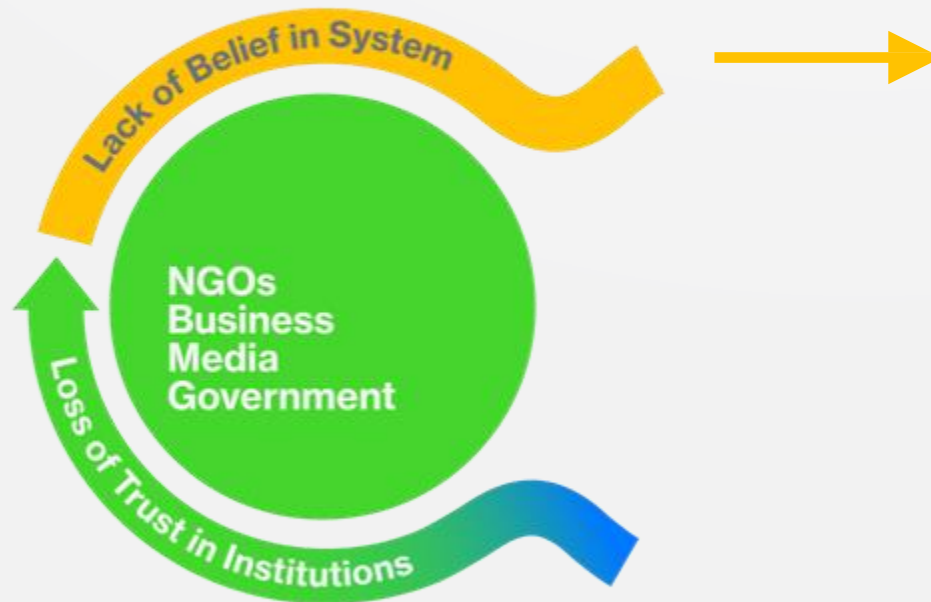 Lack of Belief in System
NGOs
Business
Media
Government
Loss of Trust in Institutions